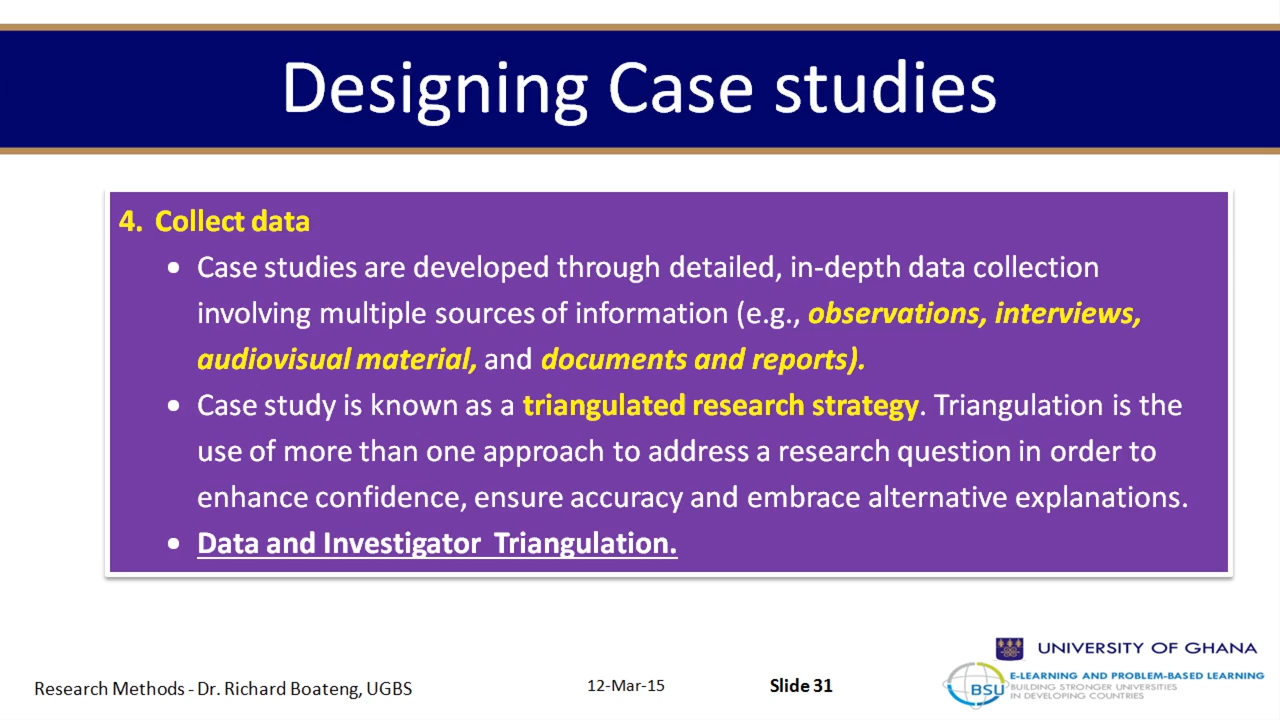 Designing Case studies
4. Collect data
• Case studies are developed through detailed, in-depth data collection
involving multiple sources of information (e.g., observations, interviews,
audiovisual material, and documents and reports).
• Case study is known as a triangulated research strategy. Triangulation is the
use of more than one approach to address a research question in order to
enhance confidence, ensure accuracy and embrace alternative explanations.
• Data and Investigator Triangulation.
UNIVERSITY OF GHANA
BSU
E-LEARNING AND PROBLEM-BASED LEARNING
BUILDING STRONGER UNIVERSITIES
IN DEVELOPING COUNTRIES
Research Methods - Dr. Richard Boateng, UGBS
12-Mar-15
Slide 31